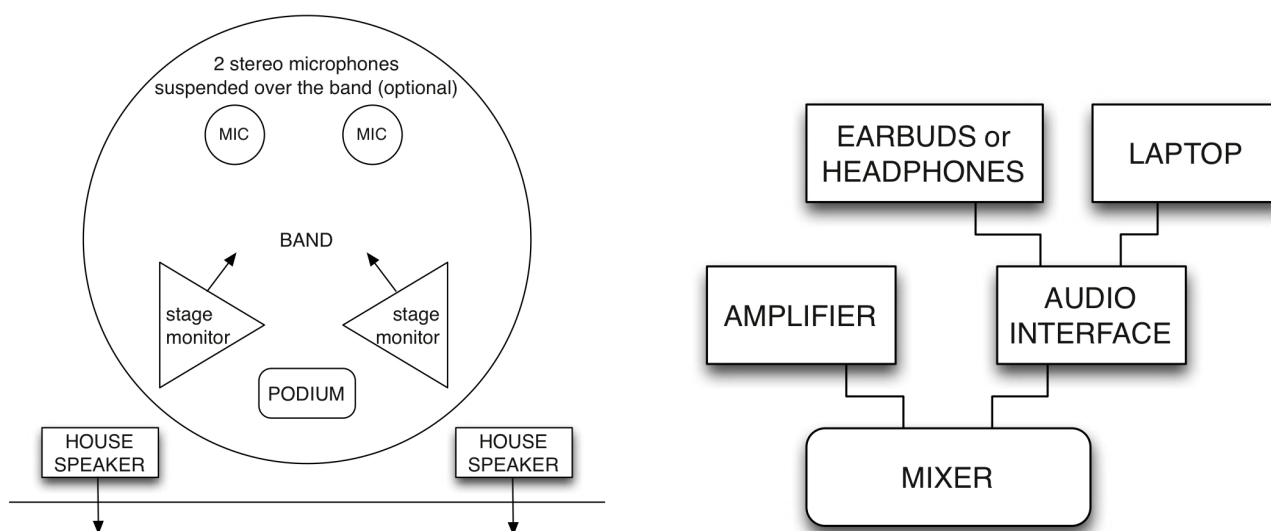 2 stereo microphones
suspended over the band (optional)
MIC
MIC
BAND
stage
monitor
stage
monitor
PODIUM
HOUSE
SPEAKER
HOUSE
SPEAKER
EARBUDS or
HEADPHONES
LAPTOP
AMPLIFIER
AUDIO
INTERFACE
MIXER